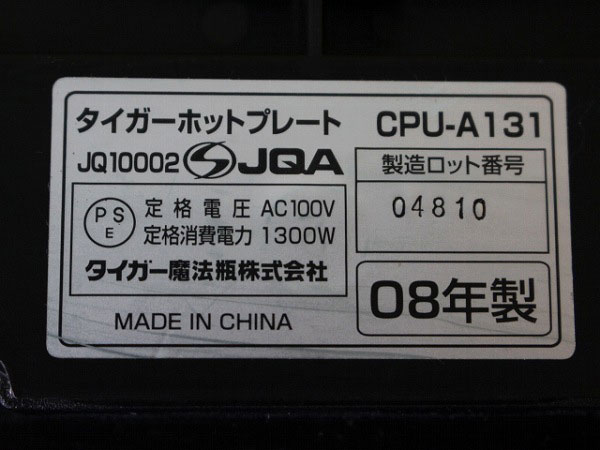 タイガーホットプレート CPU-A131
JQ10002 JQA
製造ロット番号
04810
PS
E
定格電圧 AC100V
定格消費電力 1300W
タイガー魔法瓶株式会社
08年製
MADE IN CHINA